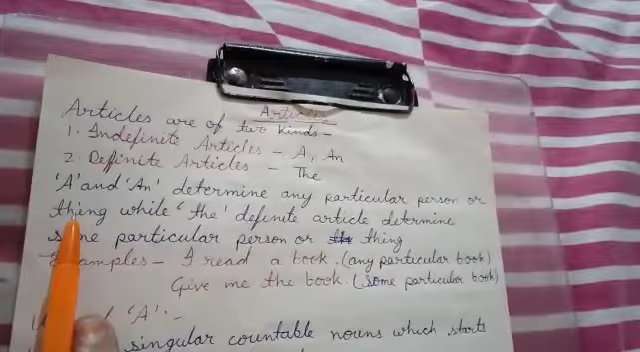 Articles
Articles are of two kinds-
1. Indefinite Articles - A, An
2. Definite Articles - The
'A' and 'An' determine any particular person or
thing while 'the' definite article determine
some particular person or thing
Examples - I read a book. (any particular book)
Give me the book. (Some particular book)
'A':-
singular countable nouns which starts